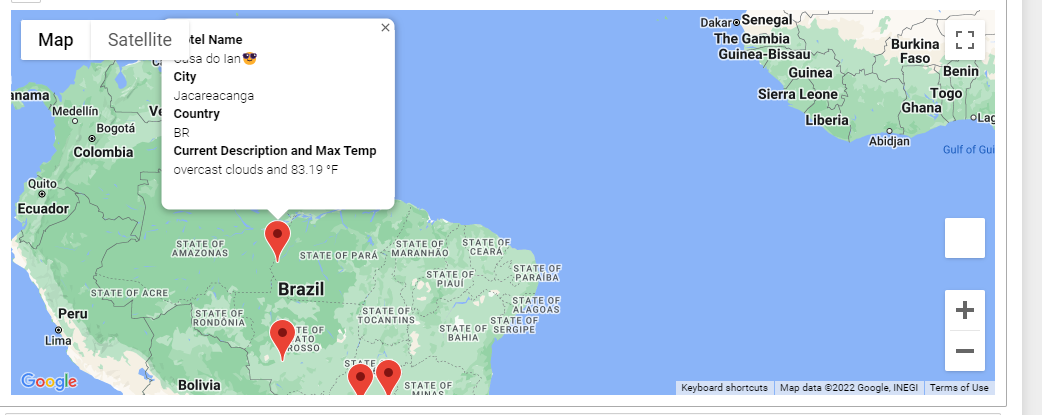 Map
Satellite
otel Name
Casa do Ian😎
City
Jacareacanga
Country
BR
Current Description and Max Temp
overcast clouds and 83.19 °F
×
Dakar
Senegal
The Gambia
Guinea-Bissau
Guinea
Sierra Leone
Liberia
Burkina
Faso
Benin
Togo
Ghana
Lag
Abidjan
Gulf of Gui
anama
Medellín
Ve
Bogotá
Colombia
Quito
Ecuador
STATE OF
AMAZONAS
STATE OF PARÁ
STATE OF
MARANHÃO
STATE OF
CEARÁ
STATE OF
PIAUÍ
STATE OF
PARAÍBA
STATE OF ACRE
Brazil
STATE OF
ALAGOAS
Peru
Lima
STATE OF
RONDÔNIA
STATE OF
TOCANTINS
STATE OF
SERGIPE
STATE OF
BAHIA
TE OF
ATO
ROSSO
STATE
Bolivia
STATE OF
MINAS
Google
Keyboard shortcuts
Map data ©2022 Google, INEGI
Terms of Use